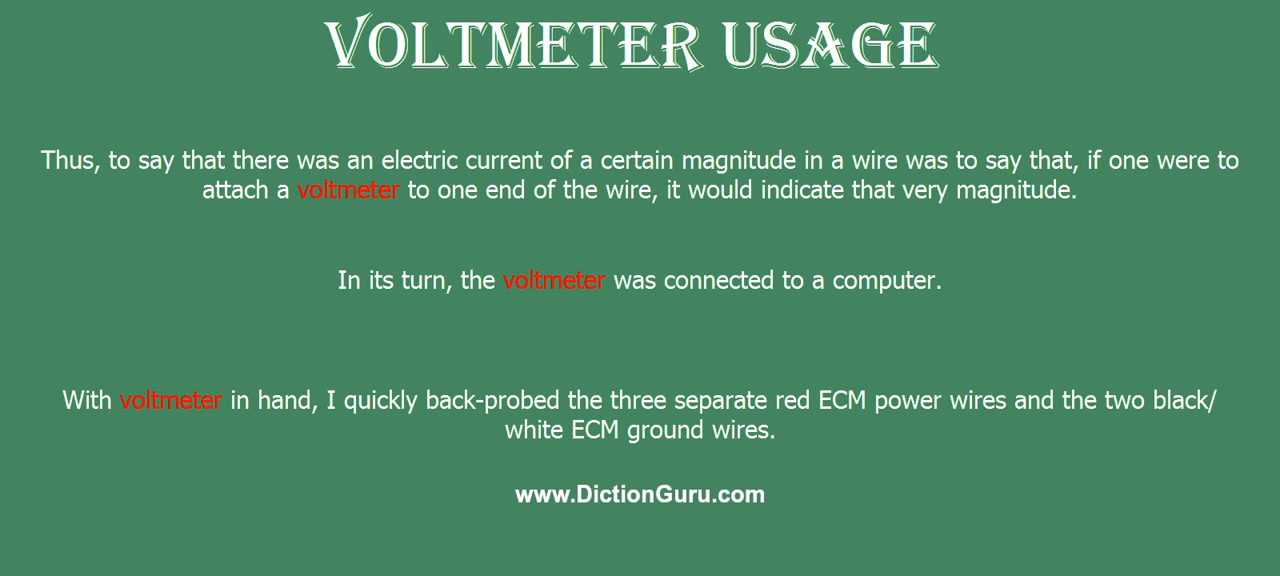 VOLTMETER USAGE
Thus, to say that there was an electric current of a certain magnitude in a wire was to say that, if one were to
attach a voltmeter to one end of the wire, it would indicate that very magnitude.
In its turn, the voltmeter was connected to a computer.
With voltmeter in hand, I quickly back-probed the three separate red ECM power wires and the two black/
white ECM ground wires.
www.DictionGuru.com